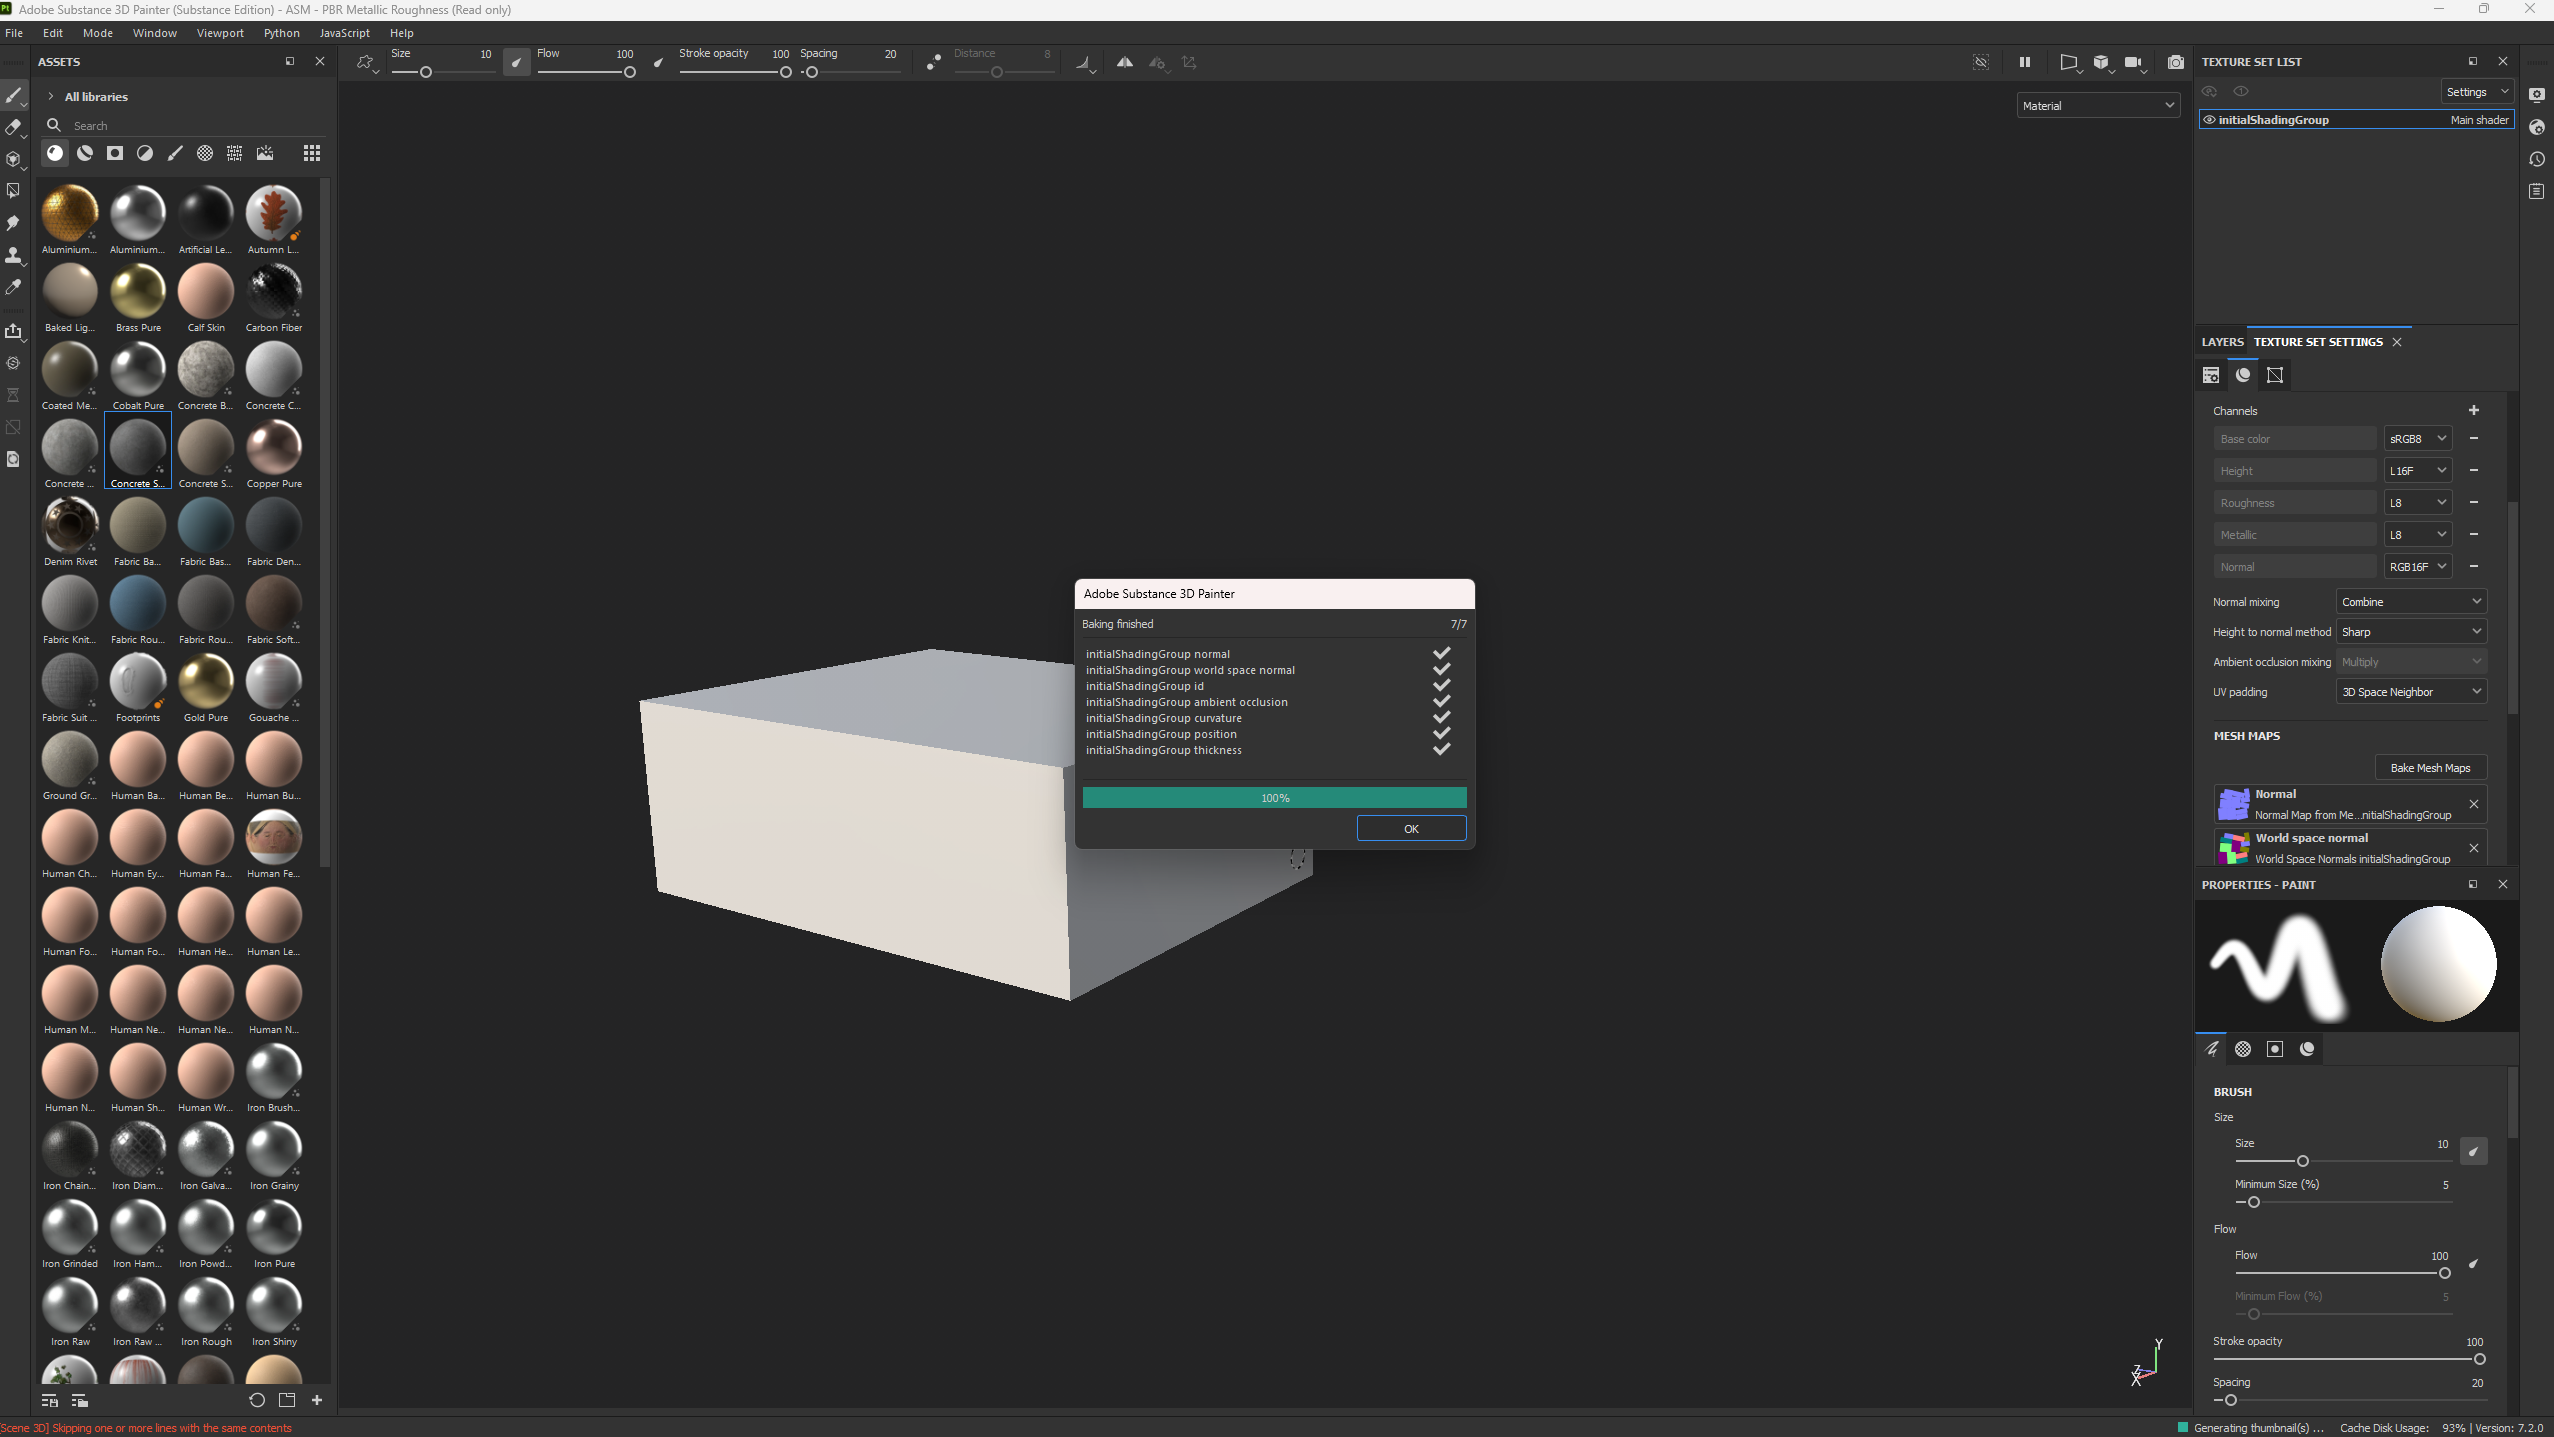 Pt Adobe Substance 3D Painter (Substance Edition) - ASM - PBR Metallic Roughness (Read only)
File Edit Mode Window Viewport Python JavaScript Help
ASSETS
Size 10 Flow 100 Stroke opacity 100 Spacing 20 Distance 8
All libraries
Search
Aluminium... Aluminium... Artificial Le... Autumn L...
Baked Lig... Brass Pure Calf Skin Carbon Fiber
Coated Me... Cobalt Pure Concrete B... Concrete C...
Concrete ... Concrete S... Concrete S... Copper Pure
Denim Rivet Fabric Ba... Fabric Bas... Fabric Den...
Fabric Knit... Fabric Rou... Fabric Rou... Fabric Soft...
Fabric Suit ... Footprints Gold Pure Gouache ...
Ground Gr... Human Ba... Human Be... Human Bu...
Human Ch... Human Ey... Human Fa... Human Fe...
Human Fo... Human Fo... Human He... Human Le...
Human M... Human Ne... Human Ne... Human N...
Human N... Human Sh... Human Wr... Iron Brush...
Iron Chain... Iron Diam... Iron Galva... Iron Grainy
Iron Grinded Iron Ham... Iron Powd... Iron Pure
Iron Raw Iron Raw ... Iron Rough Iron Shiny
Material
Adobe Substance 3D Painter
Baking finished 7/7
initialShadingGroup normal
initialShadingGroup world space normal
initialShadingGroup id
initialShadingGroup ambient occlusion
initialShadingGroup curvature
initialShadingGroup position
initialShadingGroup thickness
100%
OK
Y
Z
X
TEXTURE SET LIST
Settings
initialShadingGroup Main shader
LAYERS TEXTURE SET SETTINGS
Channels
Base color sRGB8
Height L16F
Roughness L8
Metallic L8
Normal RGB16F
Normal mixing Combine
Height to normal method Sharp
Ambient occlusion mixing Multiply
UV padding 3D Space Neighbor
MESH MAPS
Bake Mesh Maps
Normal
Normal Map from Me...nitialShadingGroup
World space normal
World Space Normals initialShadingGroup
PROPERTIES - PAINT
BRUSH
Size
Size 10
Minimum Size (%) 5
Flow
Flow 100
Minimum Flow (%) 5
Stroke opacity 100
Spacing 20
[Scene 3D] Skipping one or more lines with the same contents
Generating thumbnail(s) ... Cache Disk Usage: 93% | Version: 7.2.0